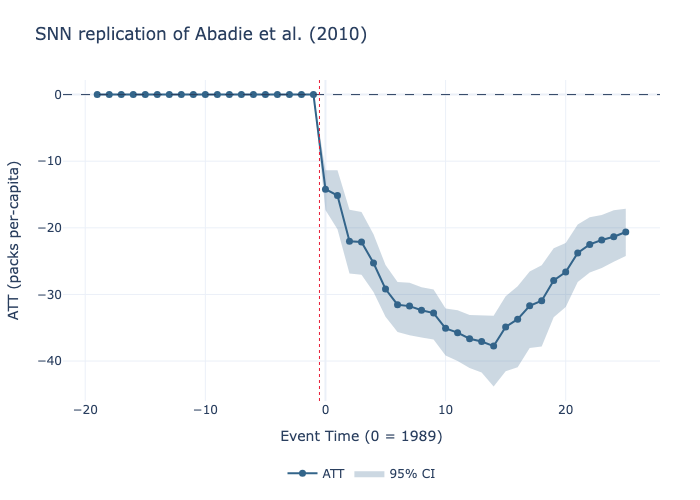 SNN replication of Abadie et al. (2010)
ATT (packs per-capita)
0
−10
−20
−30
−40
−20
−10
0
10
20
Event Time (0 = 1989)
ATT
95% CI